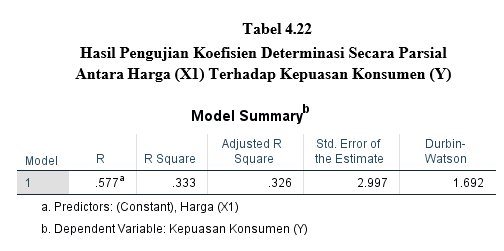 Tabel 4.22
Hasil Pengujian Koefisien Determinasi Secara Parsial
Antara Harga (X1) Terhadap Kepuasan Konsumen (Y)
Model Summaryb
Model R R Square Adjusted R Square Std. Error of the Estimate Durbin-Watson
1 .577a .333 .326 2.997 1.692
a. Predictors: (Constant), Harga (X1)
b. Dependent Variable: Kepuasan Konsumen (Y)